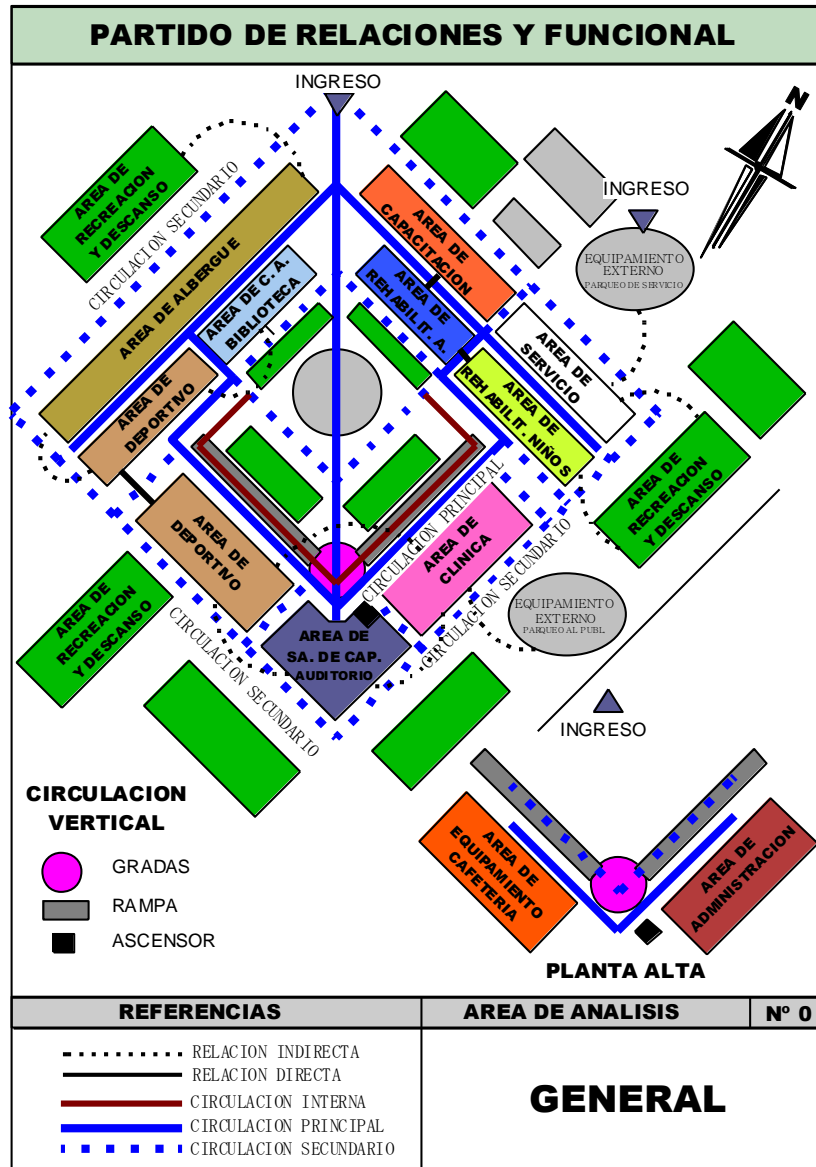 PARTIDO DE RELACIONES Y FUNCIONAL
INGRESO
N
AREA DE
RECREACION
Y DESCANSO
CIRCULACION SECUNDARIO
AREA DE ALBERGUE
AREA DE C. A.
BIBLIOTECA
AREA DE
CAPACITACION
AREA DE
REHABILIT. A.
INGRESO
EQUIPAMIENTO
EXTERNO
PARQUEO DE SERVICIO
AREA DE
SERVICIO
AREA DE
REHABILIT. NIÑOS
AREA DE
DEPORTIVO
AREA DE
DEPORTIVO
AREA DE
RECREACION
Y DESCANSO
CIRCULACION PRINCIPAL
AREA DE
CLINICA
CIRCULACION SECUNDARIO
AREA DE
RECREACION
Y DESCANSO
CIRCULACION SECUNDARIO
AREA DE
SA. DE CAP.
AUDITORIO
EQUIPAMIENTO
EXTERNO
PARQUEO AL PUBL.
INGRESO
CIRCULACION
VERTICAL
GRADAS
RAMPA
ASCENSOR
AREA DE
EQUIPAMIENTO
CAFETERIA
AREA DE
ADMINISTRACION
PLANTA ALTA
REFERENCIAS
AREA DE ANALISIS
Nº 0
RELACION INDIRECTA
RELACION DIRECTA
CIRCULACION INTERNA
CIRCULACION PRINCIPAL
CIRCULACION SECUNDARIO
GENERAL